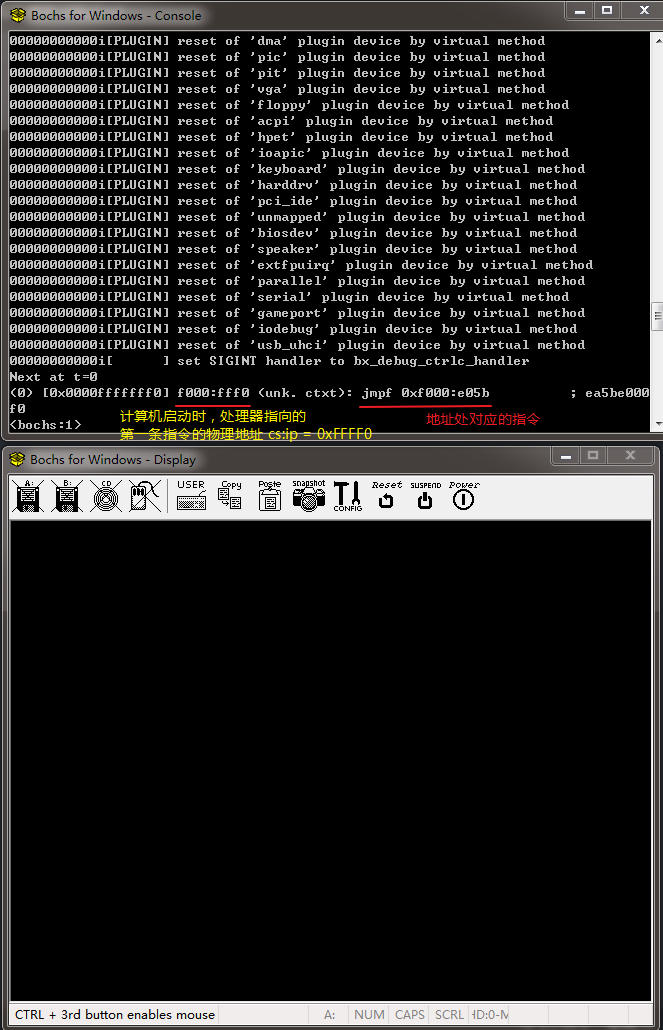 Bochs for Windows - Console
00000000000i[PLUGIN] reset of 'dma' plugin device by virtual method
00000000000i[PLUGIN] reset of 'pic' plugin device by virtual method
00000000000i[PLUGIN] reset of 'pit' plugin device by virtual method
00000000000i[PLUGIN] reset of 'vga' plugin device by virtual method
00000000000i[PLUGIN] reset of 'floppy' plugin device by virtual method
00000000000i[PLUGIN] reset of 'acpi' plugin device by virtual method
00000000000i[PLUGIN] reset of 'hpet' plugin device by virtual method
00000000000i[PLUGIN] reset of 'ioapic' plugin device by virtual method
00000000000i[PLUGIN] reset of 'keyboard' plugin device by virtual method
00000000000i[PLUGIN] reset of 'harddrv' plugin device by virtual method
00000000000i[PLUGIN] reset of 'pci_ide' plugin device by virtual method
00000000000i[PLUGIN] reset of 'unmapped' plugin device by virtual method
00000000000i[PLUGIN] reset of 'biosdev' plugin device by virtual method
00000000000i[PLUGIN] reset of 'speaker' plugin device by virtual method
00000000000i[PLUGIN] reset of 'extfpuirq' plugin device by virtual method
00000000000i[PLUGIN] reset of 'parallel' plugin device by virtual method
00000000000i[PLUGIN] reset of 'serial' plugin device by virtual method
00000000000i[PLUGIN] reset of 'gameport' plugin device by virtual method
00000000000i[PLUGIN] reset of 'iodebug' plugin device by virtual method
00000000000i[PLUGIN] reset of 'usb_uhci' plugin device by virtual method
00000000000i[      ] set SIGINT handler to bx_debug_ctrlc_handler
Next at t=0
(0) [0x0000fffffff0] f000:fff0 (unk. ctxt): jmpf 0xf000:e05b          ; ea5be000
f0
计算机启动时，处理器指向的
地址处对应的指令
<bochs:1>
第一条指令的物理地址 cs:ip = 0xFFFF0
Bochs for Windows - Display
A: B: CD USER Copy Paste snapshot CONFIG Reset SUSPEND Power
CTRL + 3rd button enables mouse A: NUM CAPS SCRL HD:0-M